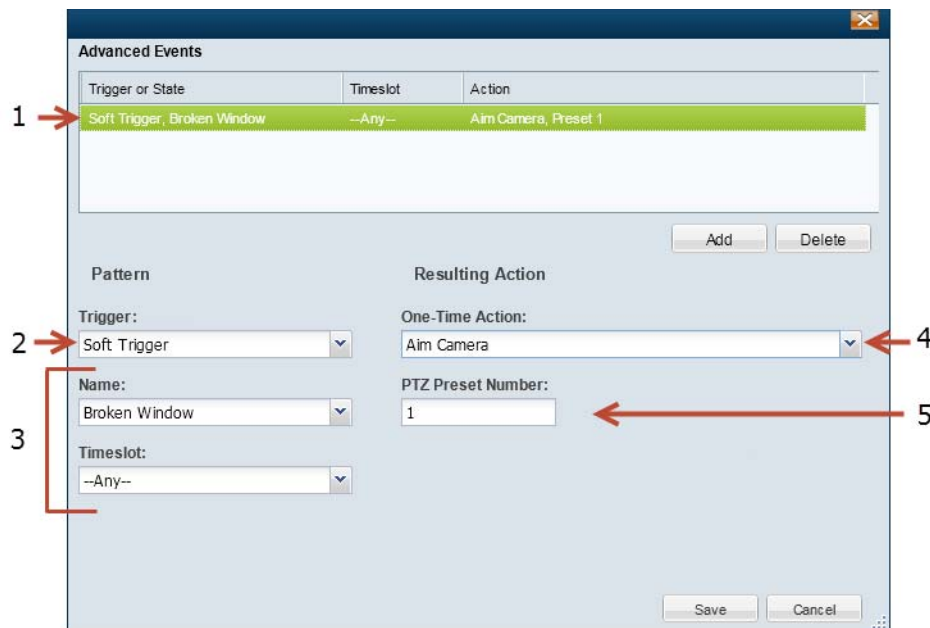 Advanced Events
Trigger or State Timeslot Action
1
Soft Trigger, Broken Window --Any-- Aim Camera, Preset 1
Add Delete
Pattern Resulting Action
Trigger: One-Time Action:
2 Soft Trigger Aim Camera 4
Name: PTZ Preset Number:
Broken Window 1 5
3
Timeslot:
--Any--
Save Cancel